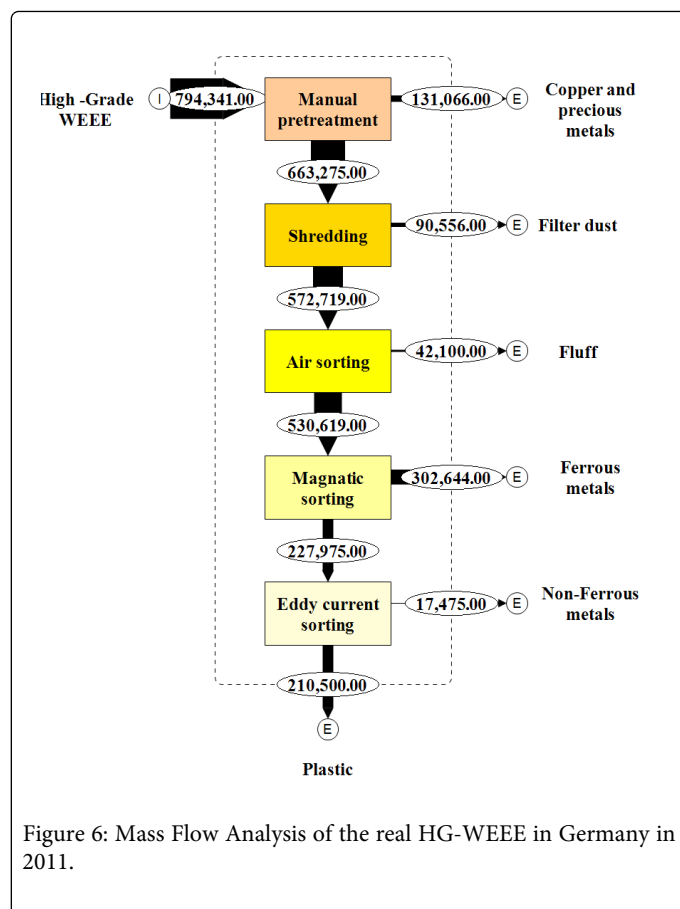 High -Grade
WEEE
I
794,341.00
Manual
pretreatment
131,066.00
E
Copper and
precious
metals
663,275.00
Shredding
90,556.00
E
Filter dust
572,719.00
Air sorting
42,100.00
E
Fluff
530,619.00
Magnatic
sorting
302,644.00
E
Ferrous
metals
227,975.00
Eddy current
sorting
17,475.00
E
Non-Ferrous
metals
210,500.00
E
Plastic
Figure 6: Mass Flow Analysis of the real HG-WEEE in Germany in
2011.